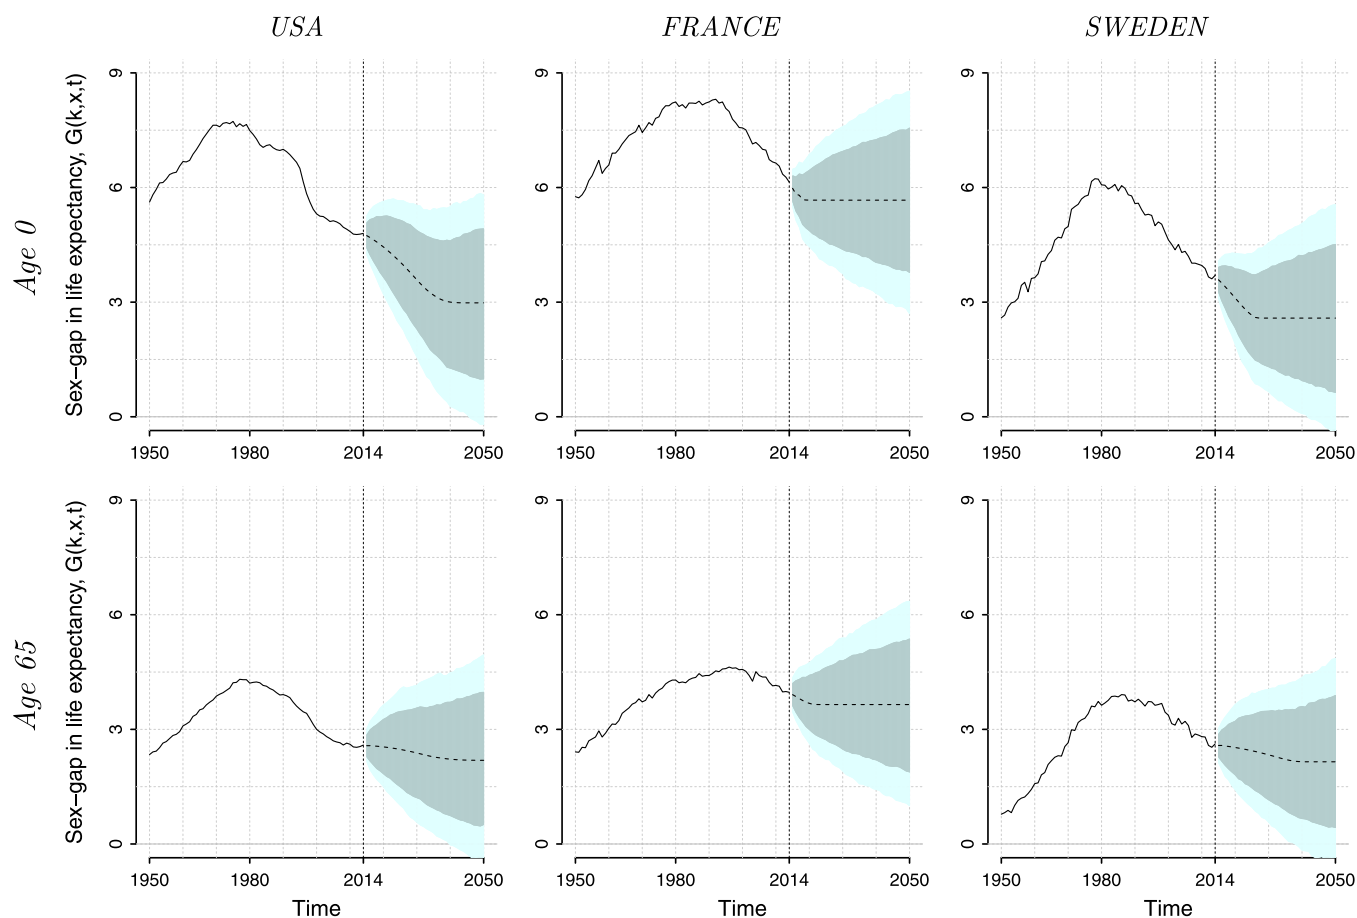 USA FRANCE SWEDEN
Age 0
Sex−gap in life expectancy, G(k,x,t)
9 9 9
6 6 6
3 3 3
0 0 0
1950 1980 2014 2050 1950 1980 2014 2050 1950 1980 2014 2050
Age 65
Sex−gap in life expectancy, G(k,x,t)
9 9 9
6 6 6
3 3 3
0 0 0
1950 1980 2014 2050 1950 1980 2014 2050 1950 1980 2014 2050
Time Time Time